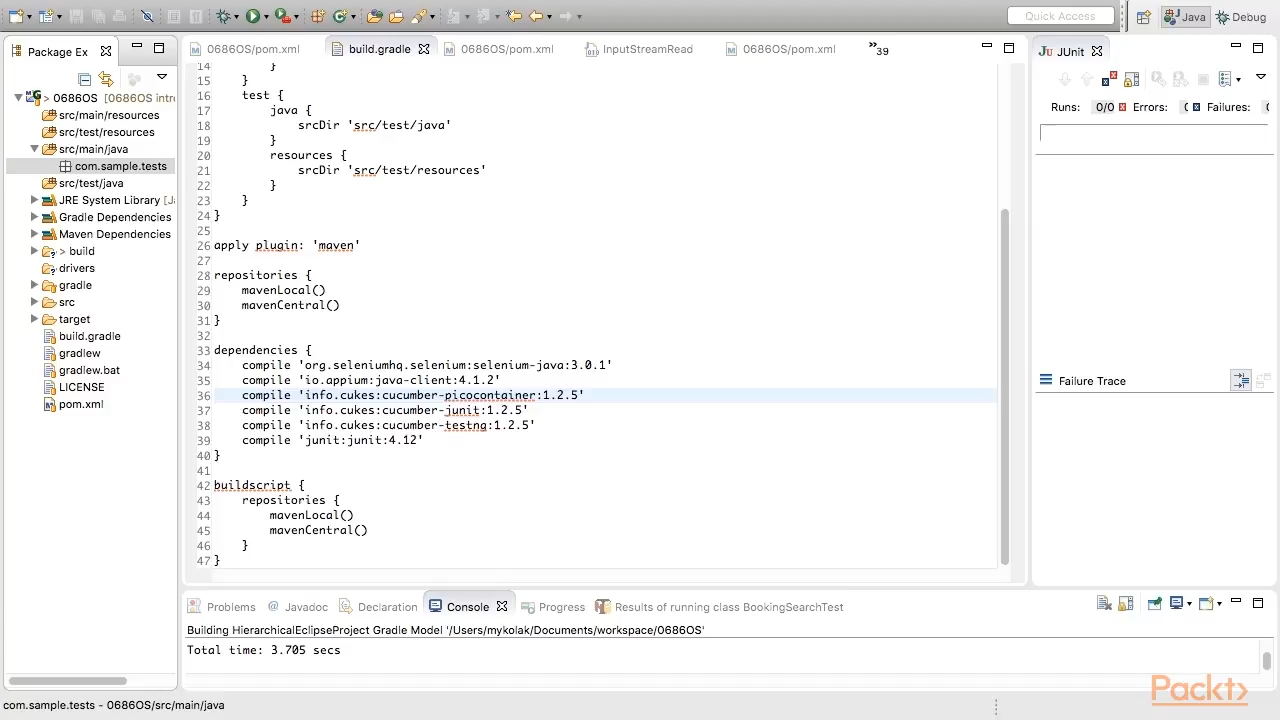 Quick Access
Java
Debug
Package Ex
0686OS/pom.xml
build.gradle
0686OS/pom.xml
InputStreamRead
0686OS/pom.xml
39
JUnit
> 0686OS [0686OS intr
src/main/resources
src/test/resources
src/main/java
com.sample.tests
src/test/java
JRE System Library [J
Gradle Dependencies
Maven Dependencies
> build
drivers
gradle
src
target
build.gradle
gradlew
gradlew.bat
LICENSE
pom.xml
14 }
15 }
16 test {
17 java {
18 srcDir 'src/test/java'
19 }
20 resources {
21 srcDir 'src/test/resources'
22 }
23 }
24 }
25
26 apply plugin: 'maven'
27
28 repositories {
29 mavenLocal()
30 mavenCentral()
31 }
32
33 dependencies {
34 compile 'org.seleniumhq.selenium:selenium-java:3.0.1'
35 compile 'io.appium:java-client:4.1.2'
36 compile 'info.cukes:cucumber-picocontainer:1.2.5'
37 compile 'info.cukes:cucumber-junit:1.2.5'
38 compile 'info.cukes:cucumber-testng:1.2.5'
39 compile 'junit:junit:4.12'
40 }
41
42 buildscript {
43 repositories {
44 mavenLocal()
45 mavenCentral()
46 }
47 }
Runs: 0/0 Errors: Failures:
Failure Trace
Problems
Javadoc
Declaration
Console
Progress
Results of running class BookingSearchTest
Building HierarchicalEclipseProject Gradle Model '/Users/mykolak/Documents/workspace/0686OS'
Total time: 3.705 secs
com.sample.tests - 0686OS/src/main/java
Packt